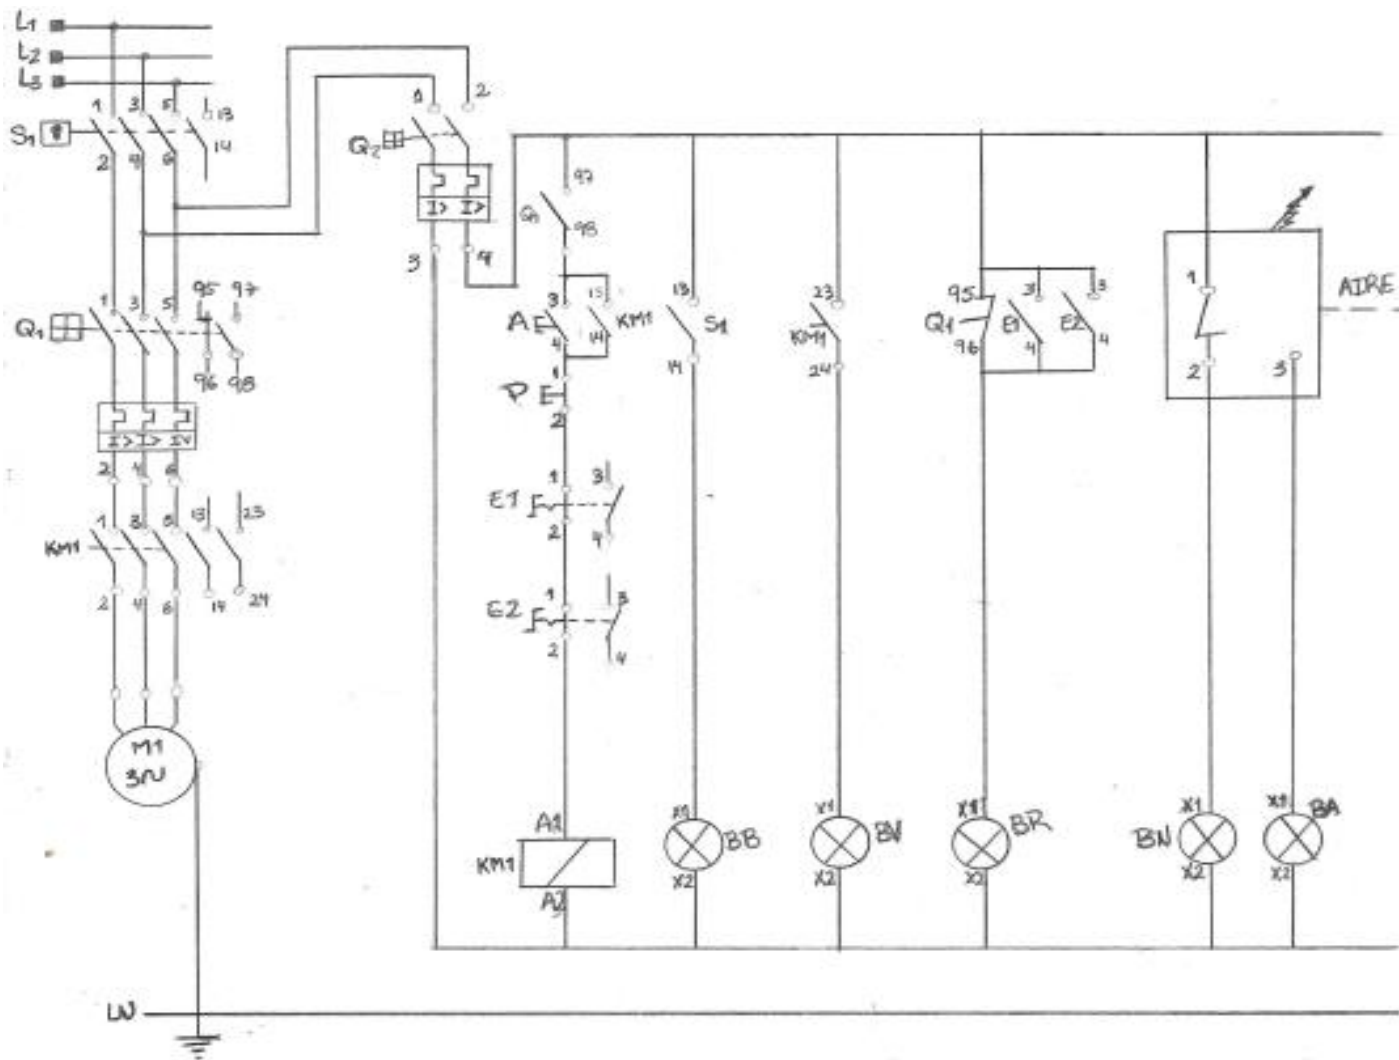 L1
L2
L3
1 3 5 13
S1
14
2 4 6
1 2
Q2
I> I>
3 4
1 3 5 95 97
Q1
96 98
I> I> I>
2 4 6
1 3 5 13 23
KM1
2 4 6 14 24
M1
3~
LN
97
Q1
98
3 13
A KM1
4 14
1
P
2
1 3
E1
2 4
1 3
E2
2 4
A1
KM1
A2
13
S1
14
X1
BB
X2
23
KM1
24
X1
BV
X2
95 3 3
Q1 E1 E2
96 4 4
X1
BR
X2
1
AIRE
2 3
X1 X1
BN BA
X2 X2